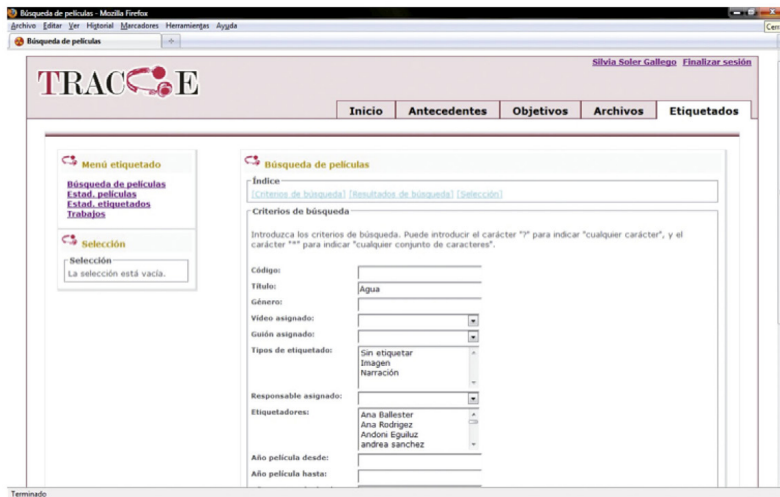 Búsqueda de películas - Mozilla Firefox
Archivo Editar Ver Historial Marcadores Herramientas Ayuda
Cerr
Búsqueda de películas
Silvia Soler Gallego Finalizar sesión
TRACCE
Inicio Antecedentes Objetivos Archivos Etiquetados
Menú etiquetado
Búsqueda de películas
Estad. películas
Estad. etiquetados
Trabajos
Selección
Selección
La selección está vacía.
Búsqueda de películas
Índice
[Criterios de búsqueda] [Resultados de búsqueda] [Selección]
Criterios de búsqueda
Introduzca los criterios de búsqueda. Puede introducir el carácter "?" para indicar "cualquier carácter", y el
carácter "*" para indicar "cualquier conjunto de caracteres".
Código:
Título: Agua
Género:
Vídeo asignado:
Guión asignado:
Tipos de etiquetado: Sin etiquetar
Imagen
Narración
Responsable asignado:
Etiquetadores: Ana Ballester
Ana Rodrigez
Andoni Eguiluz
andrea sanchez
Año película desde:
Año película hasta:
Terminado